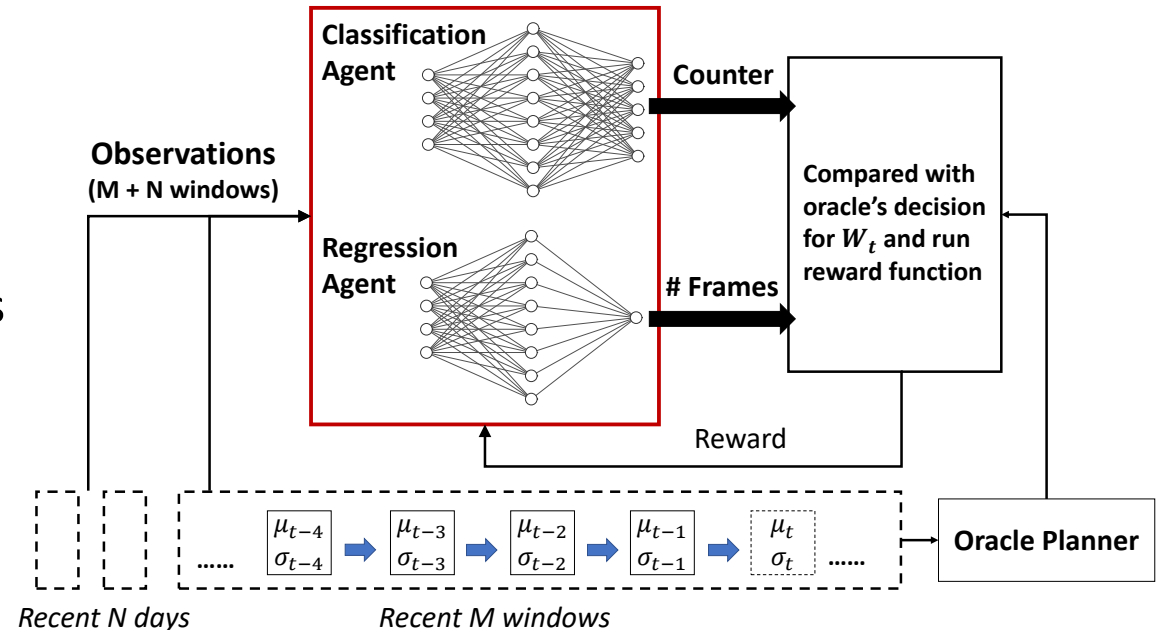 Classification
Agent
Counter
Observations
(M + N windows)
Compared with
oracle's decision
for W_t and run
reward function
Regression
Agent
# Frames
s
Reward
μ_{t−4}
σ_{t−4}
μ_{t−3}
σ_{t−3}
μ_{t−2}
σ_{t−2}
μ_{t−1}
σ_{t−1}
μ_t
σ_t
......
......
Oracle Planner
Recent N days
Recent M windows